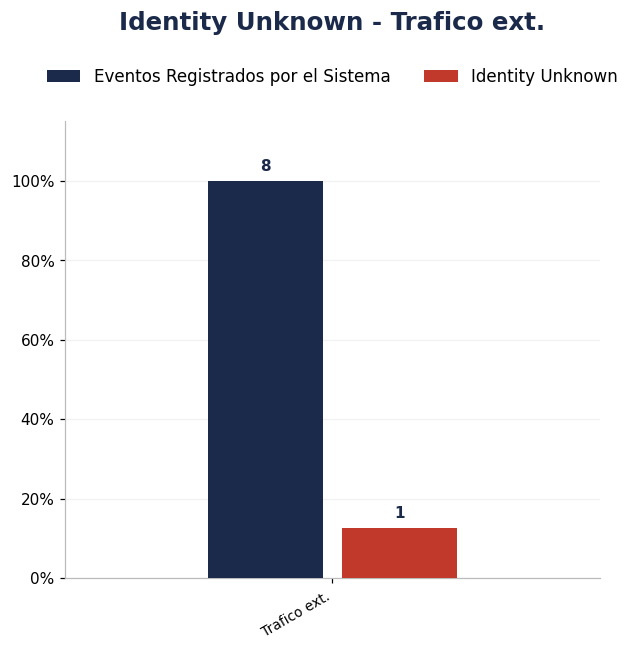 Identity Unknown - Trafico ext.
Eventos Registrados por el Sistema
Identity Unknown
8
100%
80%
60%
40%
20%
1
0%
Trafico ext.